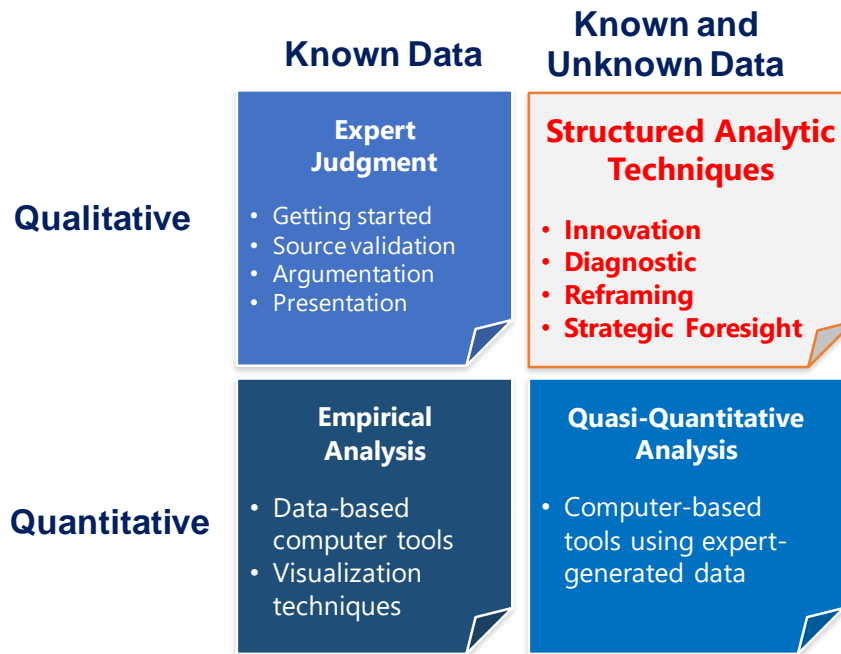 Known Data
Known and
Unknown Data
Qualitative
Expert
Judgment
• Getting started
• Source validation
• Argumentation
• Presentation
Structured Analytic
Techniques
• Innovation
• Diagnostic
• Reframing
• Strategic Foresight
Quantitative
Empirical
Analysis
• Data-based
computer tools
• Visualization
techniques
Quasi-Quantitative
Analysis
• Computer-based
tools using expert-
generated data